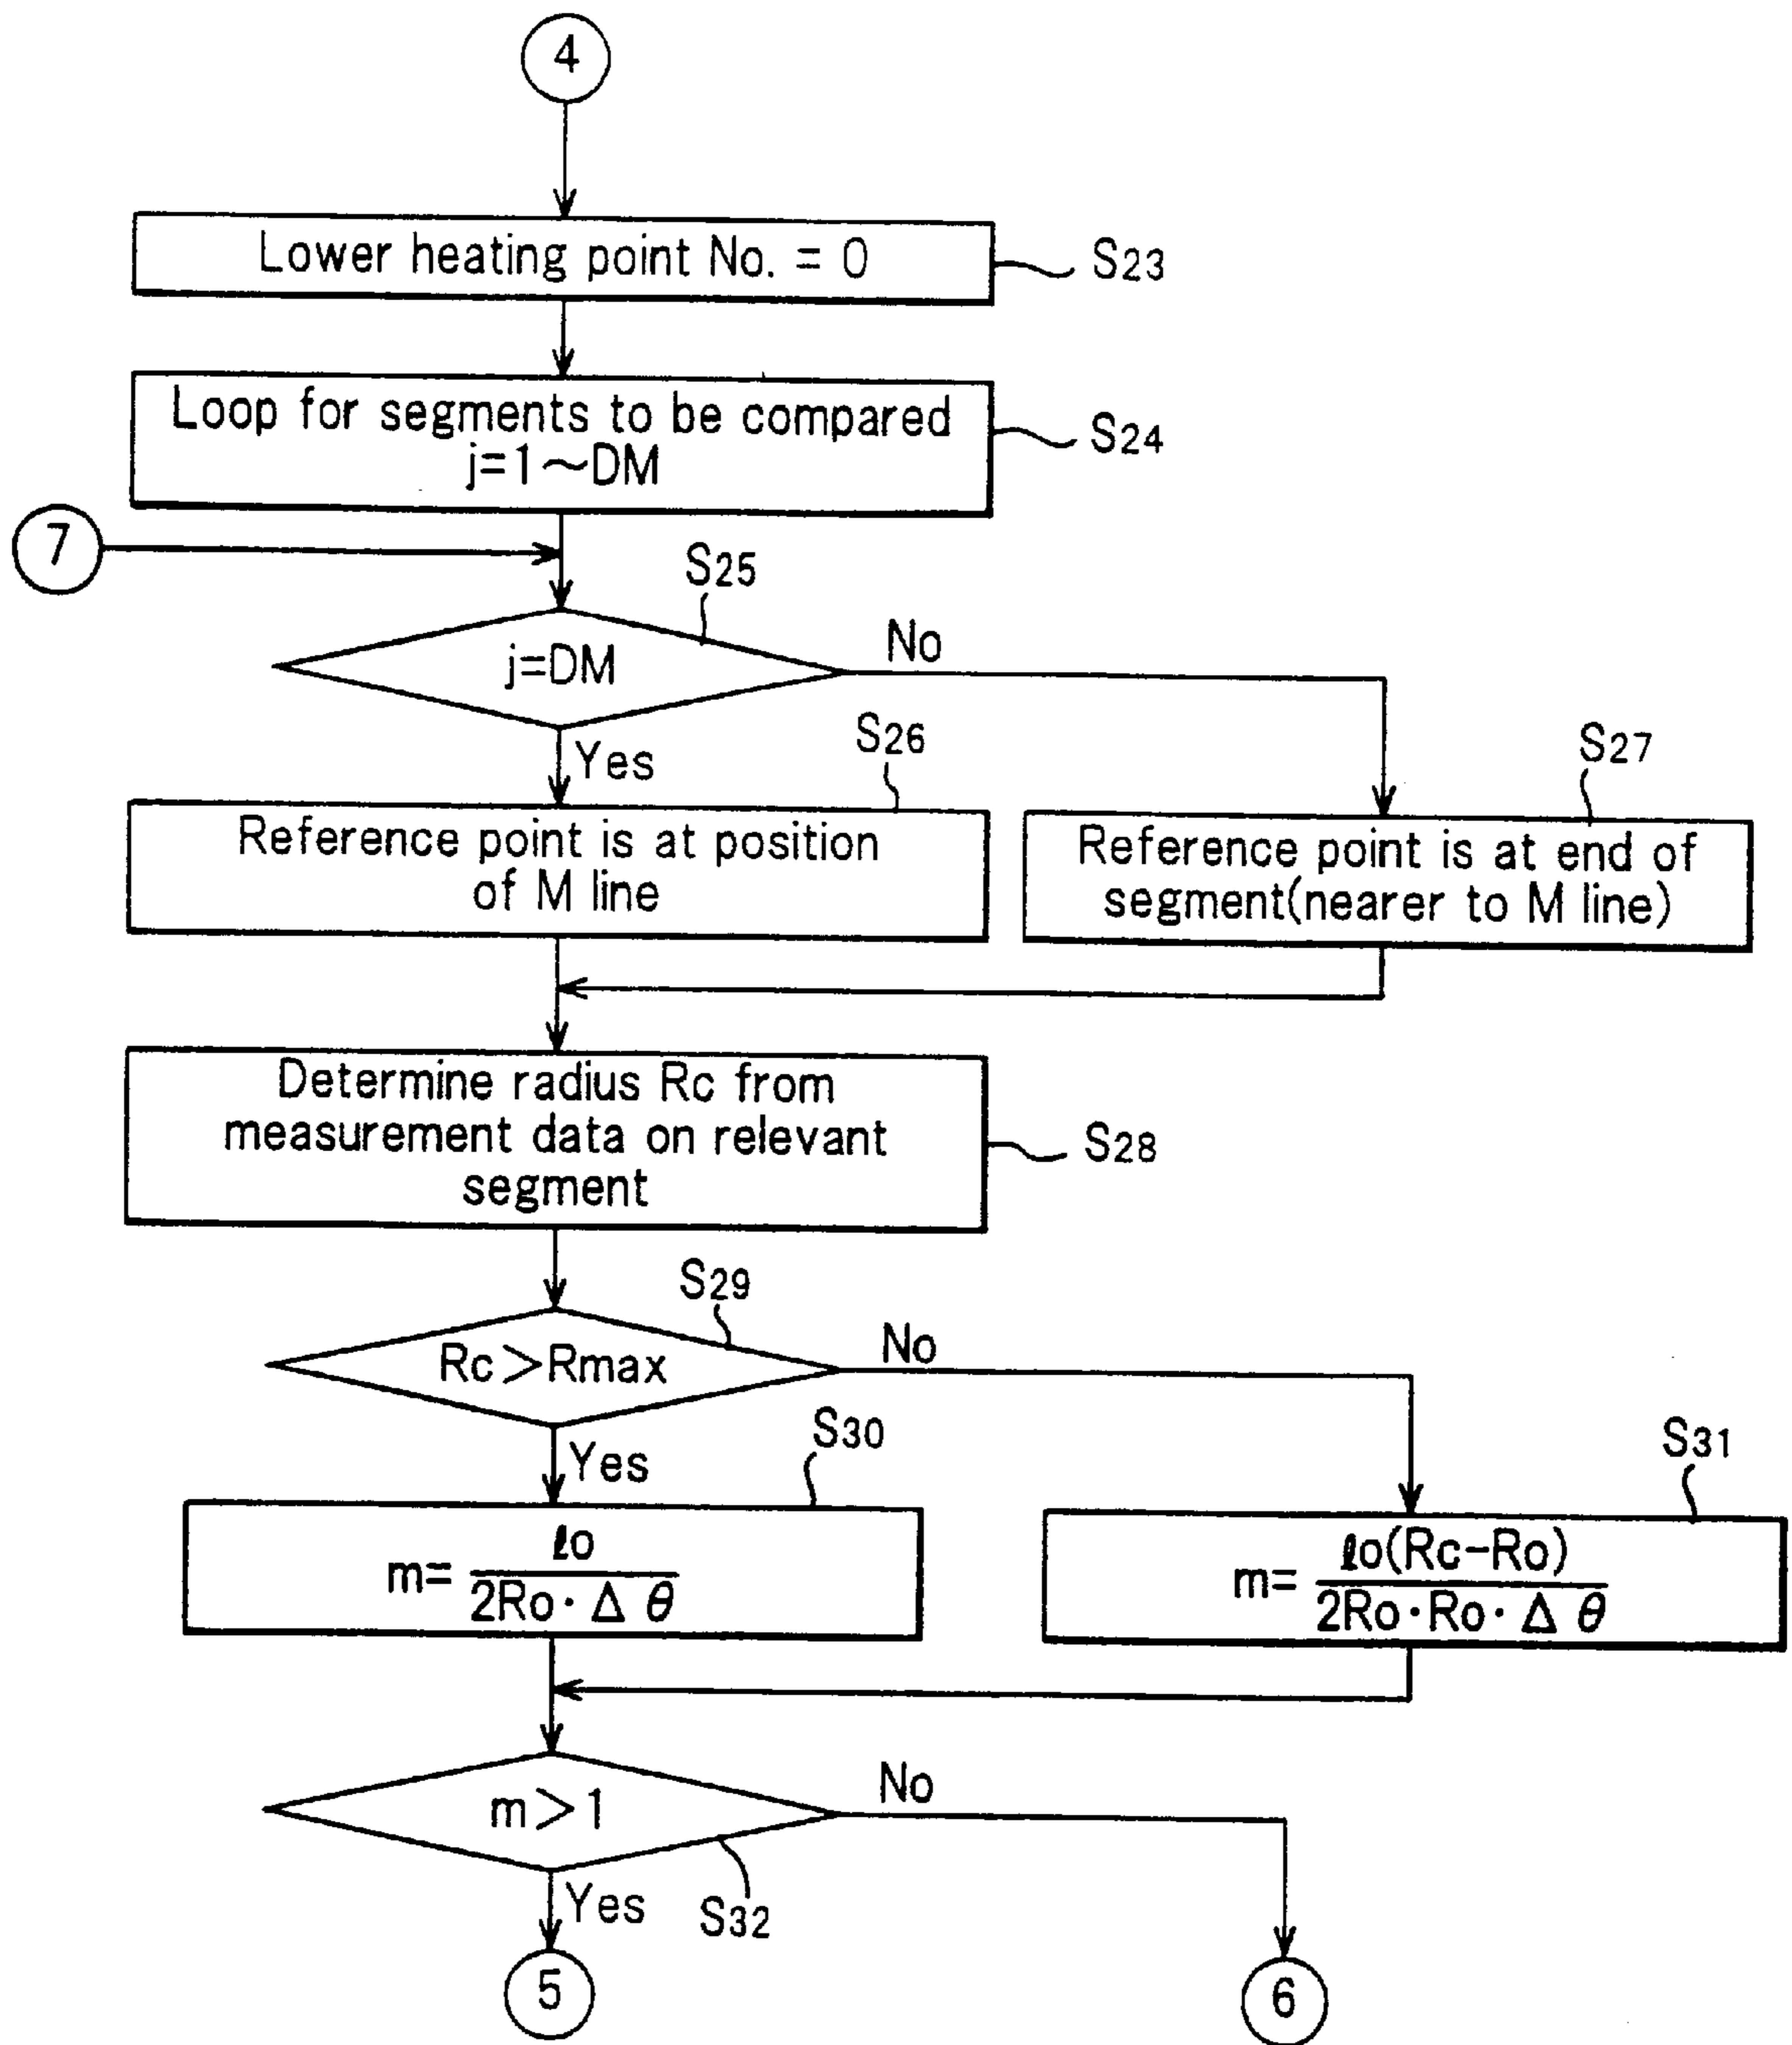 4
Lower heating point No. = 0
S23
Loop for segments to be compared
j=1~DM
S24
7
S25
j=DM
No
Yes
S26
Reference point is at position
of M line
S27
Reference point is at end of
segment(nearer to M line)
Determine radius Rc from
measurement data on relevant
segment
S28
S29
Rc>Rmax
No
Yes
S30
m= ℓo
2Ro・Δ θ
S31
m= ℓo(Rc-Ro)
2Ro・Ro・Δ θ
m>1
No
Yes
S32
5
6